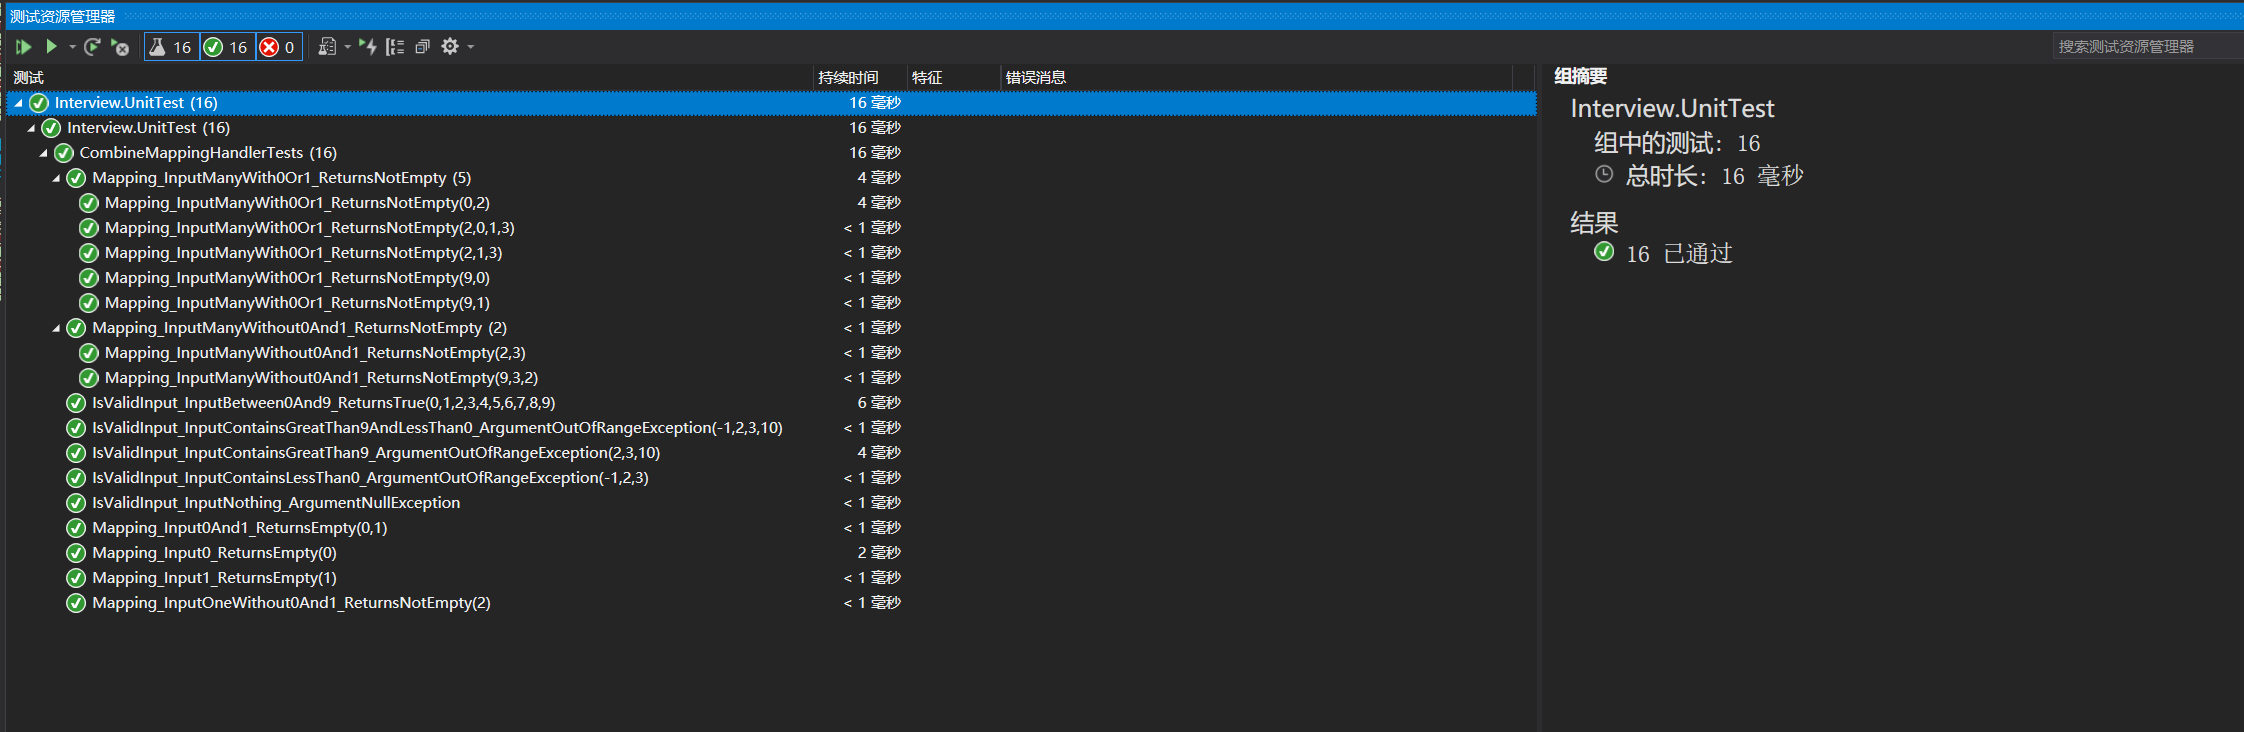 测试资源管理器
16 16 0
搜索测试资源管理器
测试 持续时间 特征 错误消息
Interview.UnitTest (16) 16 毫秒
Interview.UnitTest (16) 16 毫秒
CombineMappingHandlerTests (16) 16 毫秒
Mapping_InputManyWith0Or1_ReturnsNotEmpty (5) 4 毫秒
Mapping_InputManyWith0Or1_ReturnsNotEmpty(0,2) 4 毫秒
Mapping_InputManyWith0Or1_ReturnsNotEmpty(2,0,1,3) < 1 毫秒
Mapping_InputManyWith0Or1_ReturnsNotEmpty(2,1,3) < 1 毫秒
Mapping_InputManyWith0Or1_ReturnsNotEmpty(9,0) < 1 毫秒
Mapping_InputManyWith0Or1_ReturnsNotEmpty(9,1) < 1 毫秒
Mapping_InputManyWithout0And1_ReturnsNotEmpty (2) < 1 毫秒
Mapping_InputManyWithout0And1_ReturnsNotEmpty(2,3) < 1 毫秒
Mapping_InputManyWithout0And1_ReturnsNotEmpty(9,3,2) < 1 毫秒
IsValidInput_InputBetween0And9_ReturnsTrue(0,1,2,3,4,5,6,7,8,9) 6 毫秒
IsValidInput_InputContainsGreatThan9AndLessThan0_ArgumentOutOfRangeException(-1,2,3,10) < 1 毫秒
IsValidInput_InputContainsGreatThan9_ArgumentOutOfRangeException(2,3,10) 4 毫秒
IsValidInput_InputContainsLessThan0_ArgumentOutOfRangeException(-1,2,3) < 1 毫秒
IsValidInput_InputNothing_ArgumentNullException < 1 毫秒
Mapping_Input0And1_ReturnsEmpty(0,1) < 1 毫秒
Mapping_Input0_ReturnsEmpty(0) 2 毫秒
Mapping_Input1_ReturnsEmpty(1) < 1 毫秒
Mapping_InputOneWithout0And1_ReturnsNotEmpty(2) < 1 毫秒
组摘要
Interview.UnitTest
组中的测试: 16
总时长: 16 毫秒
结果
16 已通过